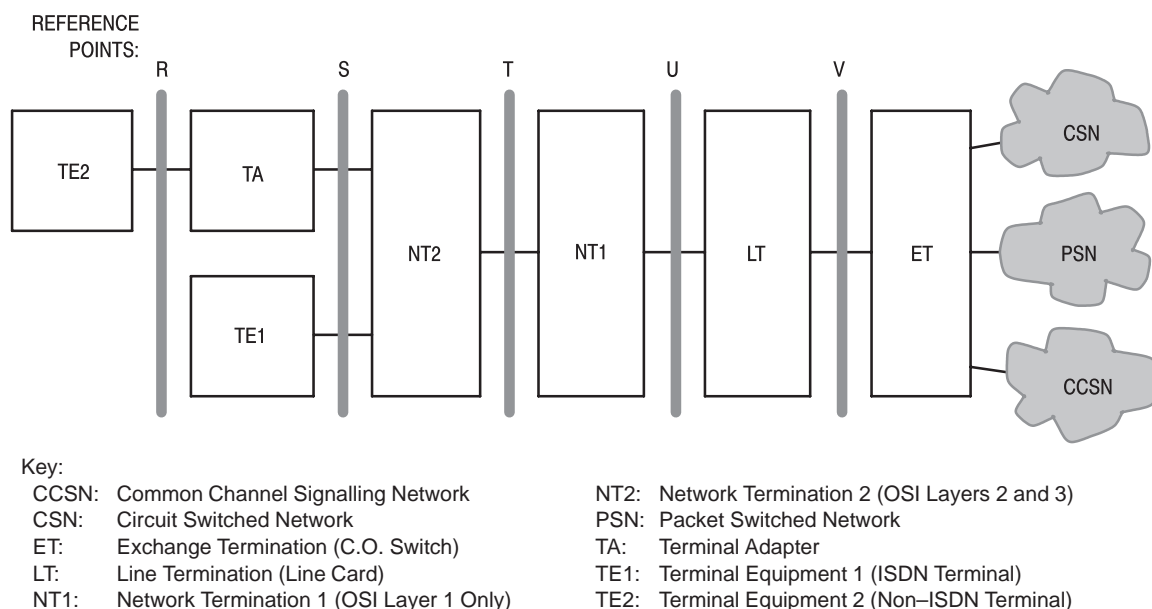 REFERENCE
POINTS:
R S T U V
TE2 TA NT2 NT1 LT ET CSN
TE1 PSN
CCSN
Key:
CCSN: Common Channel Signalling Network
CSN: Circuit Switched Network
ET: Exchange Termination (C.O. Switch)
LT: Line Termination (Line Card)
NT1: Network Termination 1 (OSI Layer 1 Only)
NT2: Network Termination 2 (OSI Layers 2 and 3)
PSN: Packet Switched Network
TA: Terminal Adapter
TE1: Terminal Equipment 1 (ISDN Terminal)
TE2: Terminal Equipment 2 (Non–ISDN Terminal)